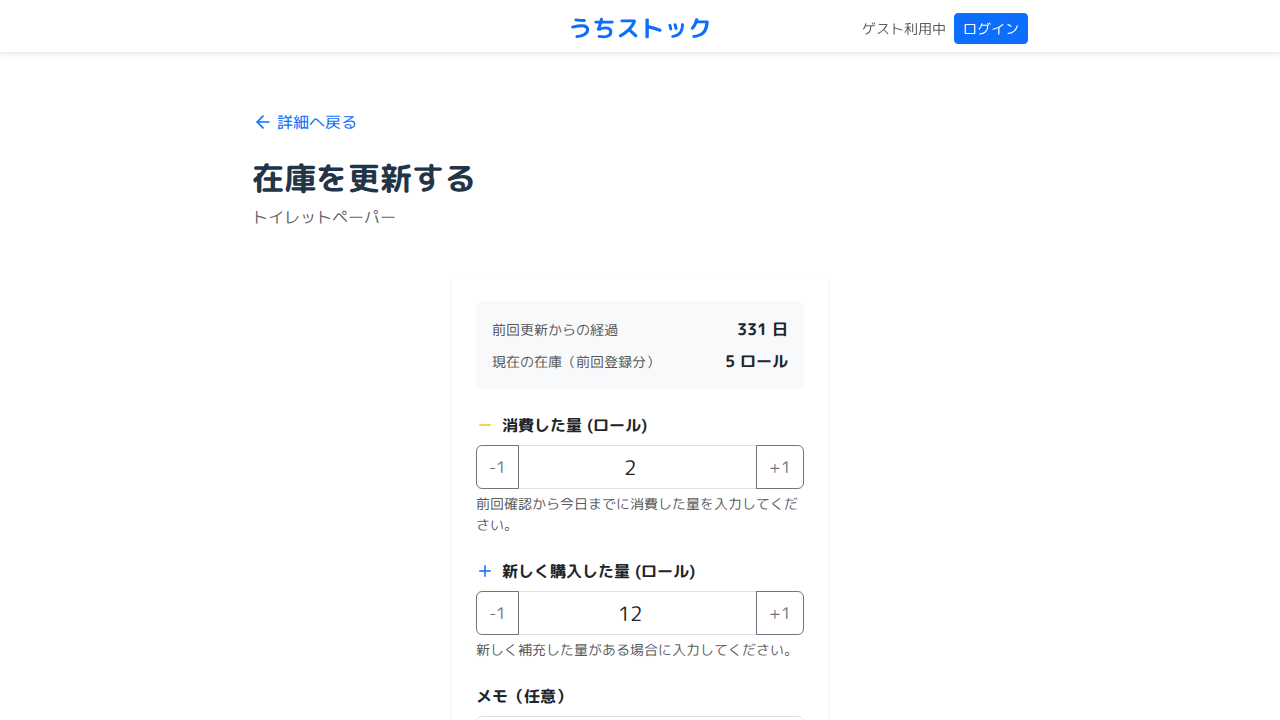 うちストック
ゲスト利用中
ログイン
詳細へ戻る
在庫を更新する
トイレットペーパー
前回更新からの経過 331 日
現在の在庫（前回登録分） 5 ロール
消費した量 (ロール)
-1 2 +1
前回確認から今日までに消費した量を入力してくだ
さい。
新しく購入した量 (ロール)
-1 12 +1
新しく補充した量がある場合に入力してください。
メモ（任意）